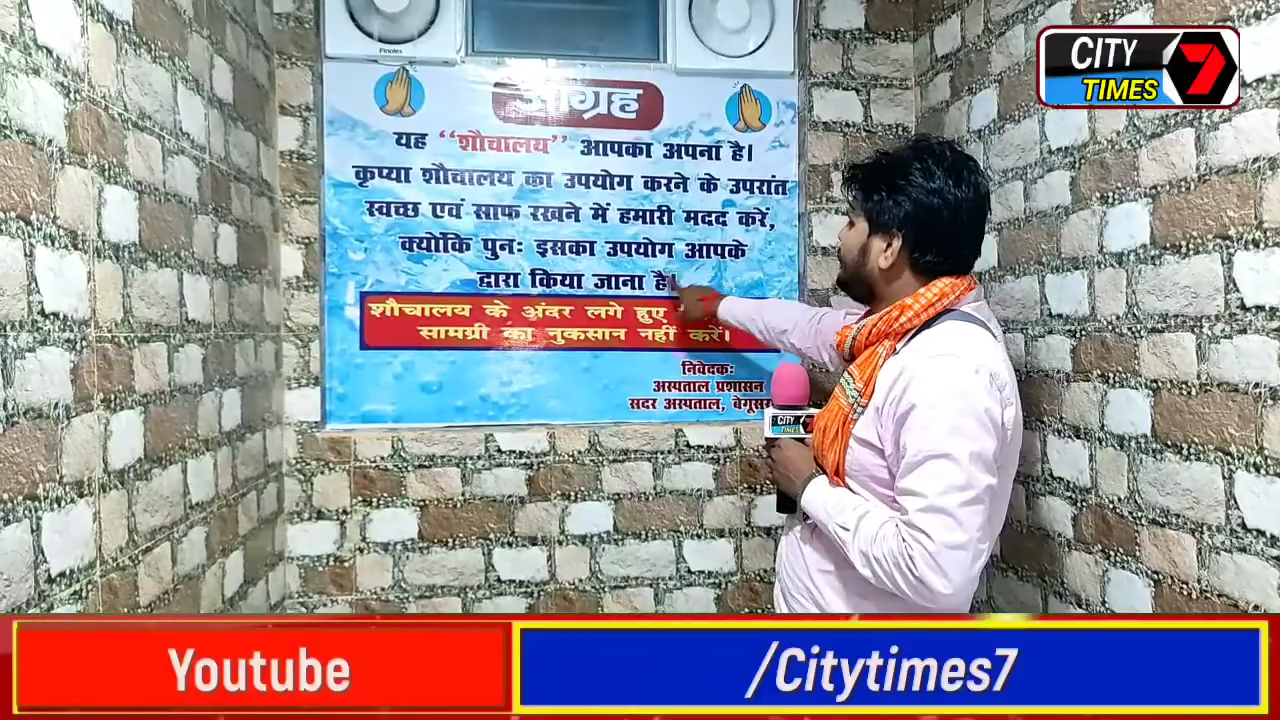 Finolex
CITY
TIMES 7
आग्रह
यह “शौचालय” आपका अपना है।
कृप्या शौचालय का उपयोग करने के उपरांत
स्वच्छ एवं साफ रखने में हमारी मदद करें,
क्योंकि पुनः इसका उपयोग आपके
द्वारा किया जाना है।
शौचालय के अंदर लगे हुए
सामग्री का नुकसान नहीं करें।
निवेदकः
अस्पताल प्रशासन
सदर अस्पताल,
CITY
TIMES
Youtube
/Citytimes7